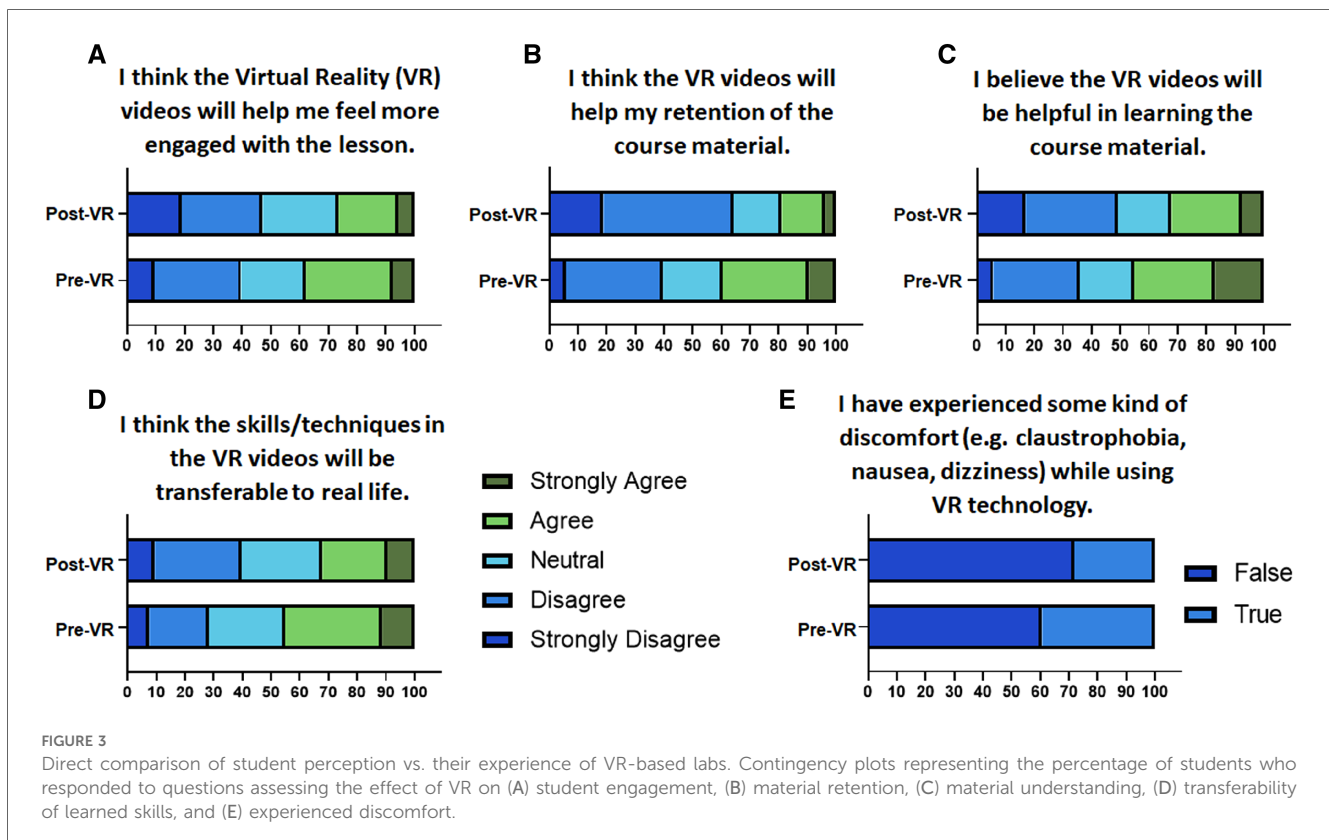 A
I think the Virtual Reality (VR)
videos will help me feel more
engaged with the lesson.
Post-VR
Pre-VR
0 10 20 30 40 50 60 70 80 90 100
B
I think the VR videos will
help my retention of the
course material.
Post-VR
Pre-VR
0 10 20 30 40 50 60 70 80 90 100
C
I believe the VR videos will
be helpful in learning the
course material.
Post-VR
Pre-VR
0 10 20 30 40 50 60 70 80 90 100
D
I think the skills/techniques in
the VR videos will be
transferable to real life.
Post-VR
Pre-VR
0 10 20 30 40 50 60 70 80 90 100
Strongly Agree
Agree
Neutral
Disagree
Strongly Disagree
E
I have experienced some kind of
discomfort (e.g. claustrophobia,
nausea, dizziness) while using
VR technology.
Post-VR
Pre-VR
0 10 20 30 40 50 60 70 80 90 100
False
True
FIGURE 3
Direct comparison of student perception vs. their experience of VR-based labs. Contingency plots representing the percentage of students who
responded to questions assessing the effect of VR on (A) student engagement, (B) material retention, (C) material understanding, (D) transferability
of learned skills, and (E) experienced discomfort.